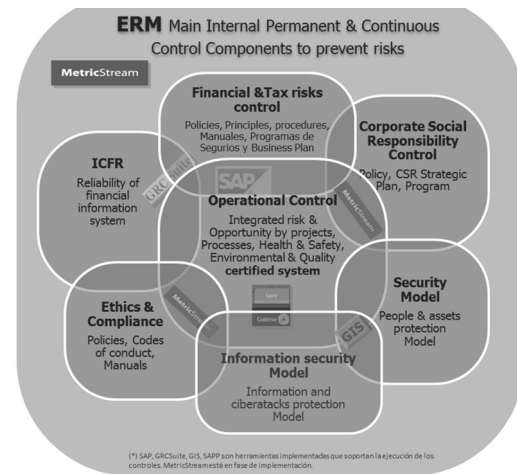 ERM Main Internal Permanent & Continuous
Control Components to prevent risks
MetricStream
Financial &Tax risks
control
Policies, Principles, procedures,
Manuales, Programas de
Segurios y Business Plan
Corporate Social
Responsibility
Control
Policy, CSR Strategic
Plan, Program
ICFR
Reliability of
financial
information
system
GRCSuite
SAP
MetricStream
Operational Control
Integrated risk &
Opportunity by projects,
Processes, Health & Safety,
Environmental & Quality
certified system
Security
Model
People & assets
protection
Model
Ethics &
Compliance
Policies, Codes
of conduct,
Manuals
MetricStream
SAPP
Gamesa
GIS
Information security
Model
Information and
ciberatacks protection
Model
(*) SAP, GRCSuite, GIS, SAPP son herramientas implementadas que soportan la ejecución de los
controles. MetricStream está en fase de implementación.